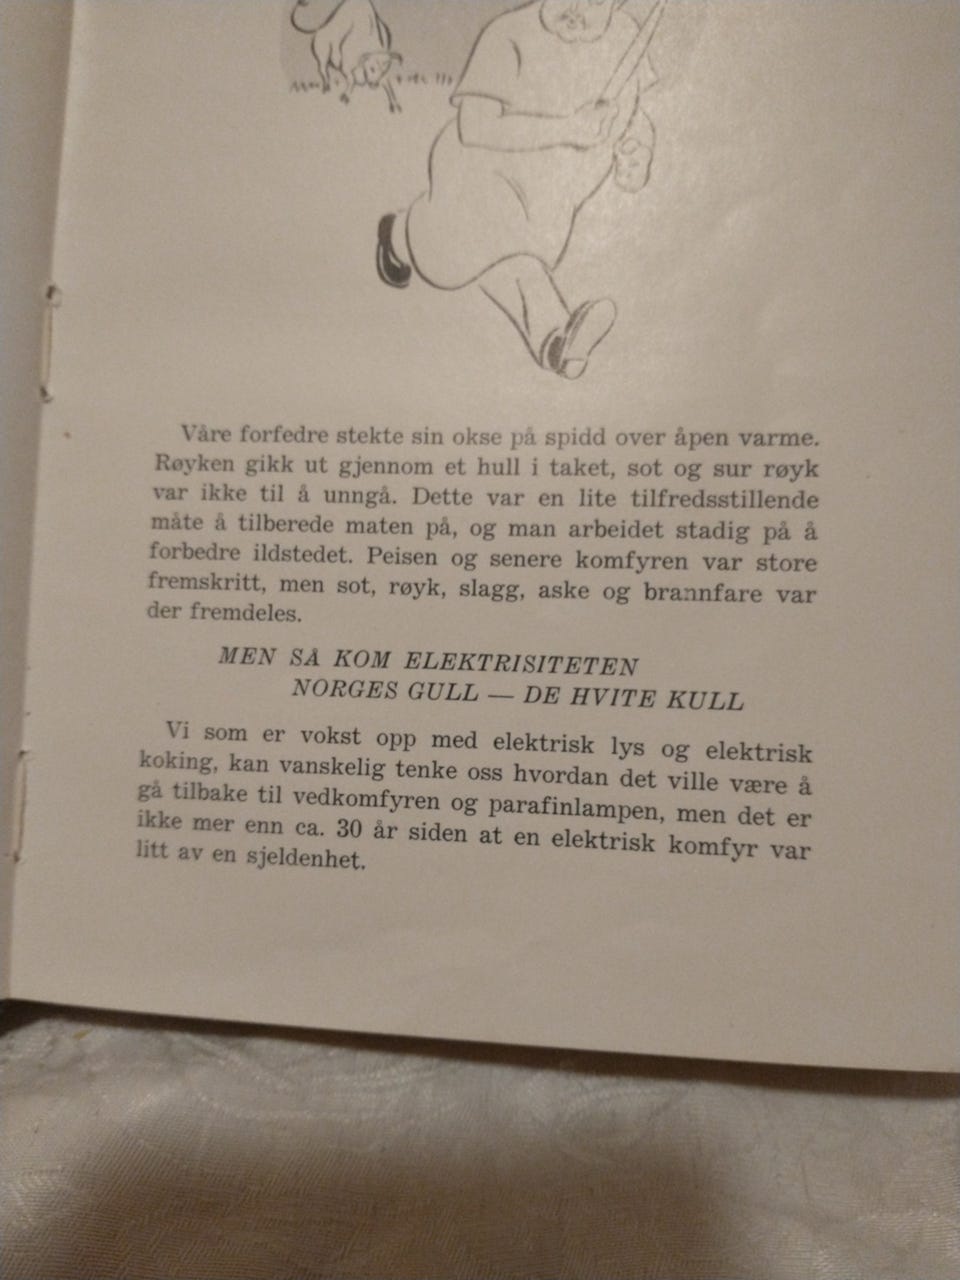 Våre forfedre stekte sin okse på spidd over åpen varme.
Røyken gikk ut gjennom et hull i taket, sot og sur røyk
var ikke til å unngå. Dette var en lite tilfredsstillende
måte å tilberede maten på, og man arbeidet stadig på å
forbedre ildstedet. Peisen og senere komfyren var store
fremskritt, men sot, røyk, slagg, aske og brannfare var
der fremdeles.
MEN SÅ KOM ELEKTRISITETEN
NORGES GULL — DE HVITE KULL
Vi som er vokst opp med elektrisk lys og elektrisk
koking, kan vanskelig tenke oss hvordan det ville være å
gå tilbake til vedkomfyren og parafinlampen, men det er
ikke mer enn ca. 30 år siden at en elektrisk komfyr var
litt av en sjeldenhet.